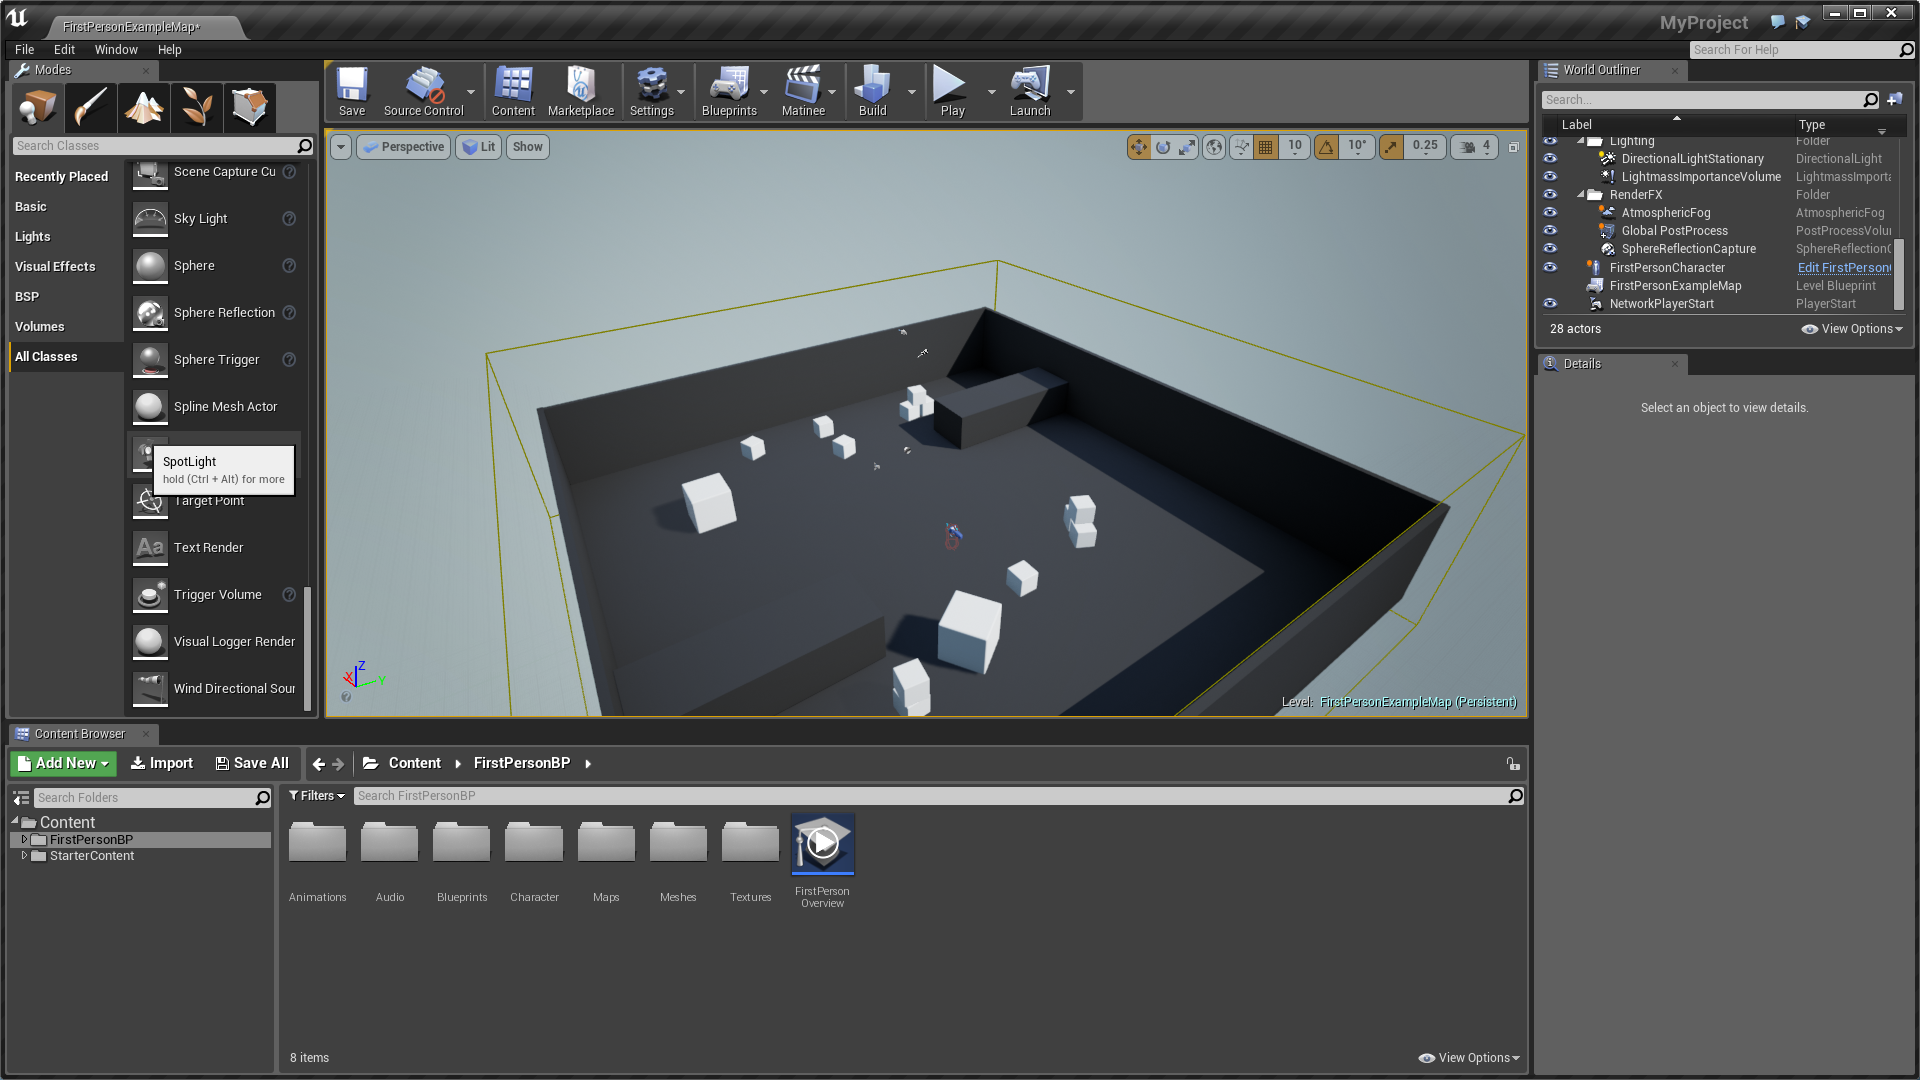 FirstPersonExampleMap*
MyProject
File Edit Window Help
Search For Help
Modes
Search Classes
Recently Placed
Basic
Lights
Visual Effects
BSP
Volumes
All Classes
Scene Capture Cu
Sky Light
Sphere
Sphere Reflection
Sphere Trigger
Spline Mesh Actor
SpotLight
hold (Ctrl + Alt) for more
Target Point
Aa Text Render
Trigger Volume
Visual Logger Render
Wind Directional Sour
Save Source Control Content Marketplace Settings Blueprints Matinee Build Play Launch
Perspective Lit Show
10 10° 0.25 4
X Z Y
Level: FirstPersonExampleMap (Persistent)
World Outliner
Search...
Label Type
Lighting Folder
DirectionalLightStationary DirectionalLight
LightmassImportanceVolume LightmassImporta
RenderFX Folder
AtmosphericFog AtmosphericFog
Global PostProcess PostProcessVolu
SphereReflectionCapture SphereReflectionC
FirstPersonCharacter Edit FirstPerson
FirstPersonExampleMap Level Blueprint
NetworkPlayerStart PlayerStart
28 actors View Options
Details
Select an object to view details.
Content Browser
Add New Import Save All Content FirstPersonBP
Search Folders
Content
FirstPersonBP
StarterContent
Filters Search FirstPersonBP
Animations
Audio
Blueprints
Character
Maps
Meshes
Textures
FirstPerson
Overview
8 items View Options